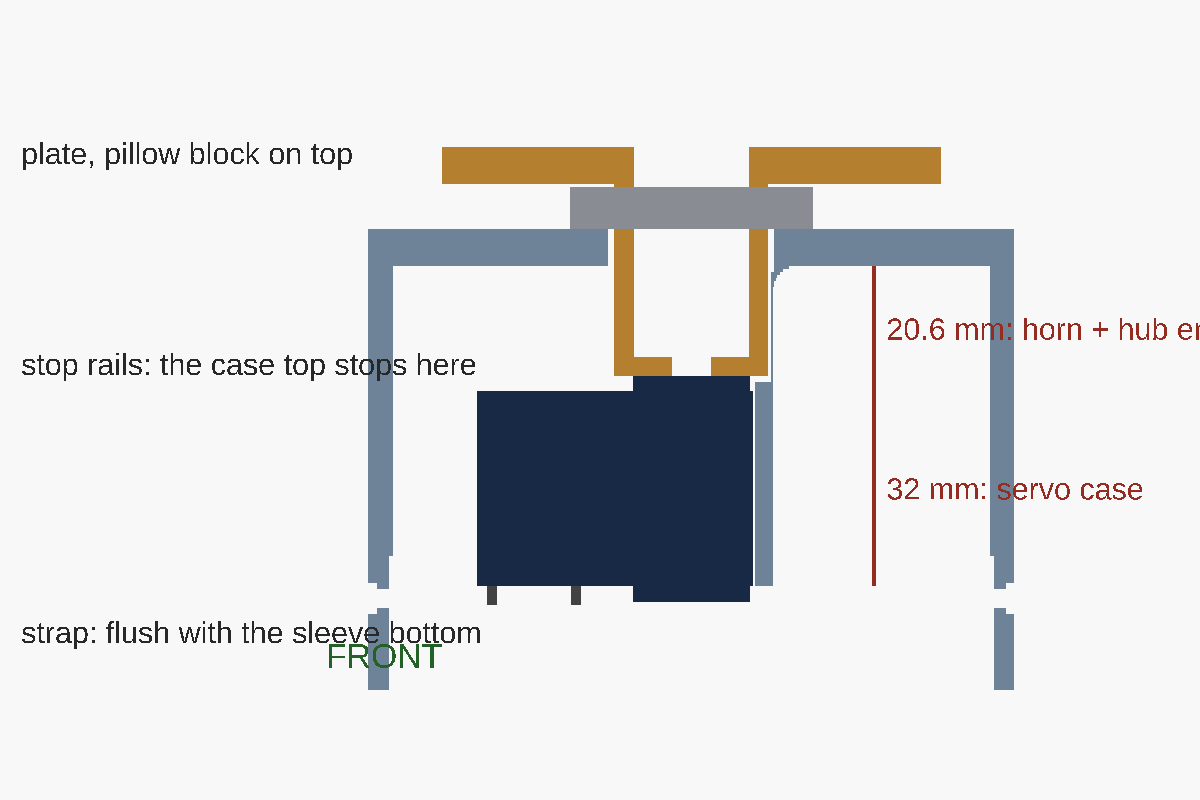 plate, pillow block on top
20.6 mm: horn + hub
stop rails: the case top stops here
32 mm: servo case
strap: flush with the sleeve bottom
FRONT